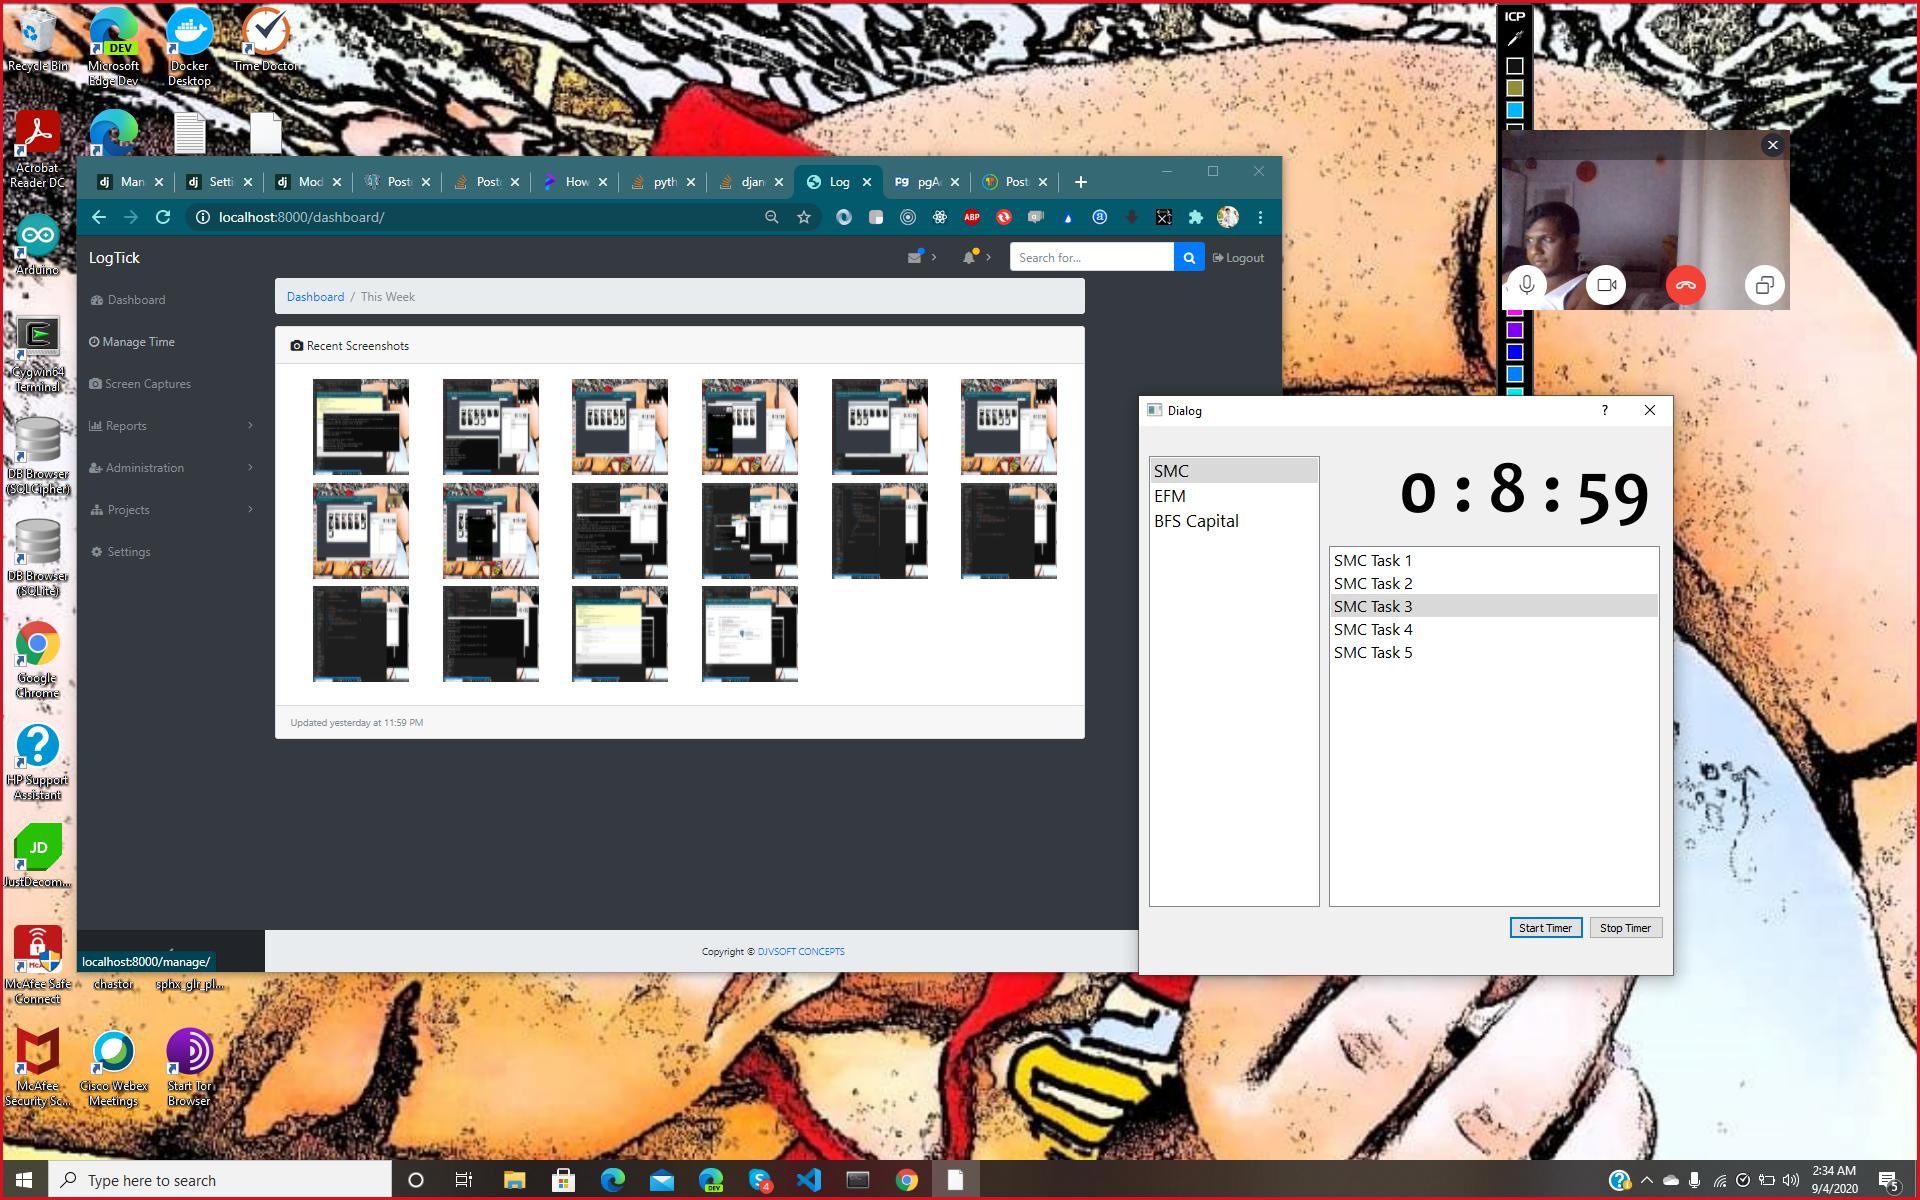 Recycle Bin
Microsoft
Edge Dev
DEV
Docker
Desktop
Time Doctor
ICP
Acrobat
Reader DC
Arduino
Cygwin64
Terminal
DB Browser
(SQLCipher)
DB Browser
(SQLite)
Google
Chrome
HP Support
Assistant
JD
JustDecom...
McAfee Safe
Connect
chastor
sphx_glr_pl...
McAfee
Security Sc...
Cisco Webex
Meetings
Start Tor
Browser
dj Man
dj Setti
dj Mod
Post
Post
How
pyth
djan
Log
pg pgA
Post
localhost:8000/dashboard/
ABP
LogTick
Search for...
Logout
Dashboard
Manage Time
Screen Captures
Reports
Administration
Projects
Settings
Dashboard / This Week
Recent Screenshots
Updated yesterday at 11:59 PM
Copyright © DJVSOFT CONCEPTS
localhost:8000/manage/
Dialog
?
SMC
EFM
BFS Capital
0:8:59
SMC Task 1
SMC Task 2
SMC Task 3
SMC Task 4
SMC Task 5
Start Timer
Stop Timer
Type here to search
DEV
4
2:34 AM
9/4/2020
5